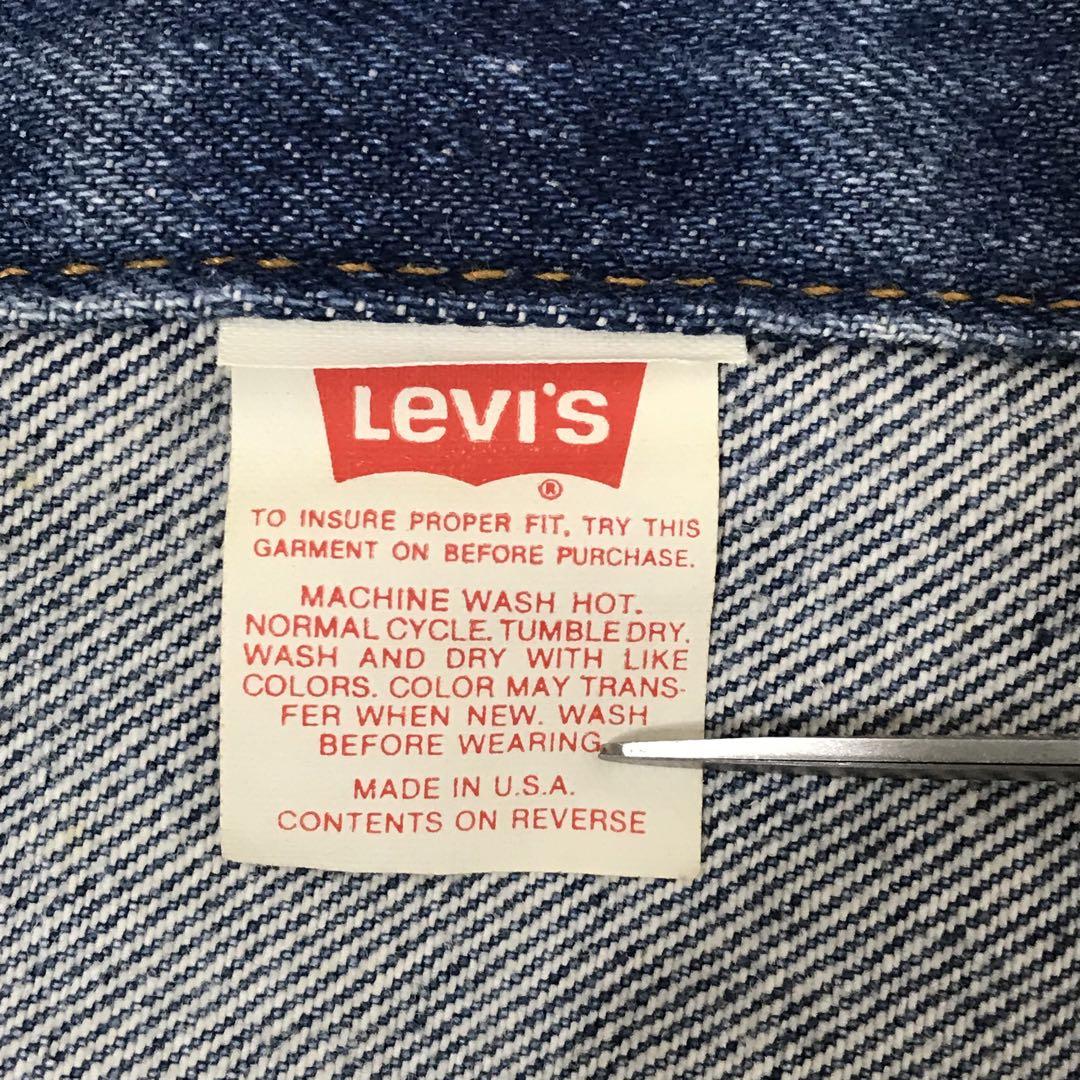 Levi's
®
TO INSURE PROPER FIT, TRY THIS
GARMENT ON BEFORE PURCHASE.
MACHINE WASH HOT.
NORMAL CYCLE. TUMBLE DRY.
WASH AND DRY WITH LIKE
COLORS. COLOR MAY TRANS-
FER WHEN NEW. WASH
BEFORE WEARING.
MADE IN U.S.A.
CONTENTS ON REVERSE